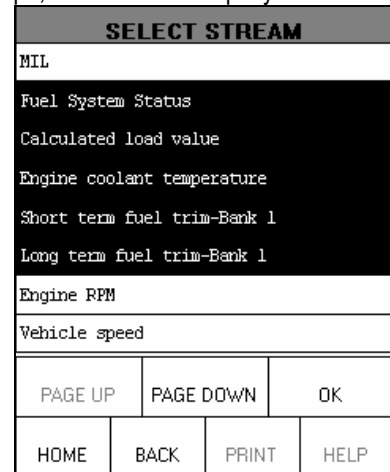 SELECT STREAM
MIL
Fuel System Status
Calculated load value
Engine coolant temperature
Short term fuel trim-Bank 1
Long term fuel trim-Bank 1
Engine RPM
Vehicle speed
PAGE UP PAGE DOWN OK
HOME BACK PRINT HELP